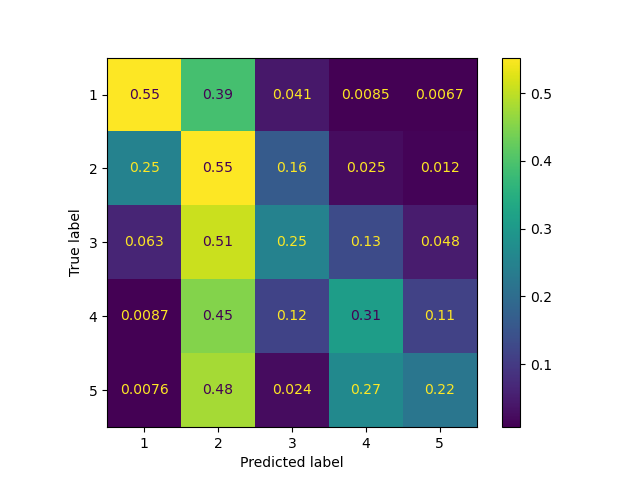 1 0.55 0.39 0.041 0.0085 0.0067
2 0.25 0.55 0.16 0.025 0.012
3 0.063 0.51 0.25 0.13 0.048
4 0.0087 0.45 0.12 0.31 0.11
5 0.0076 0.48 0.024 0.27 0.22
1 2 3 4 5
Predicted label
True label
0.5
0.4
0.3
0.2
0.1